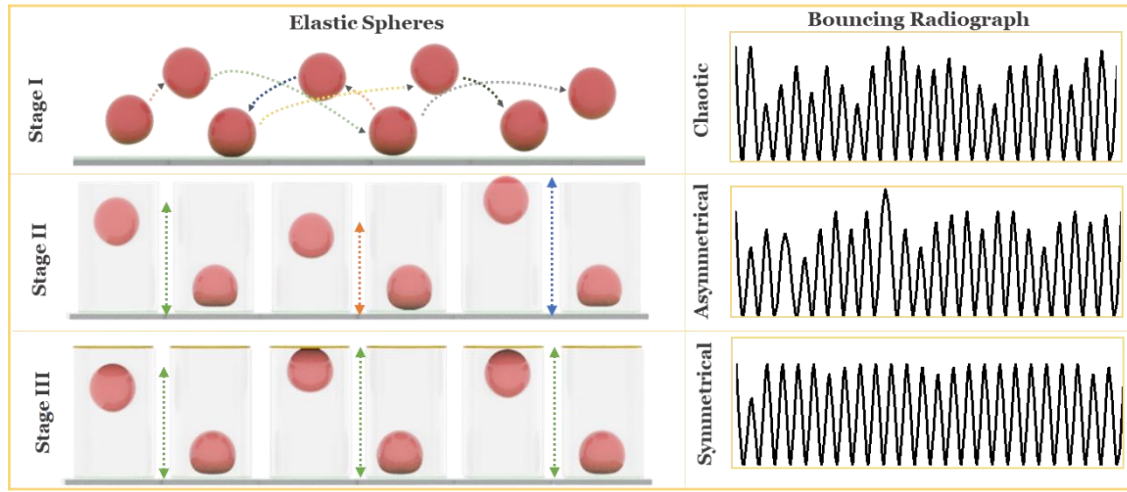 Elastic Spheres
Bouncing Radiograph
Stage I
Chaotic
Stage II
Asymmetrical
Stage III
Symmetrical